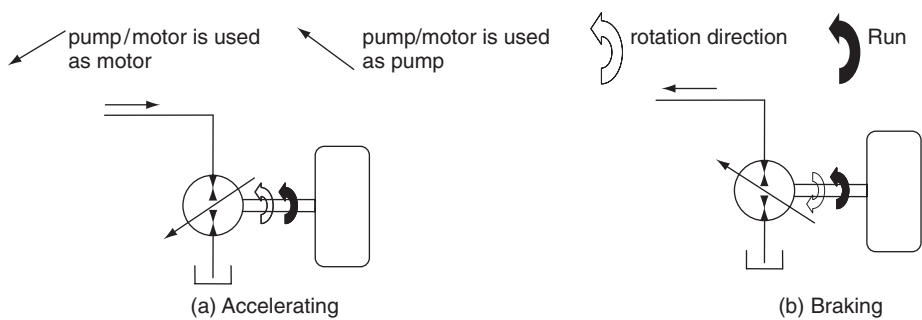 pump/motor is used
as motor
pump/motor is used
as pump
rotation direction
Run
(a) Accelerating
(b) Braking